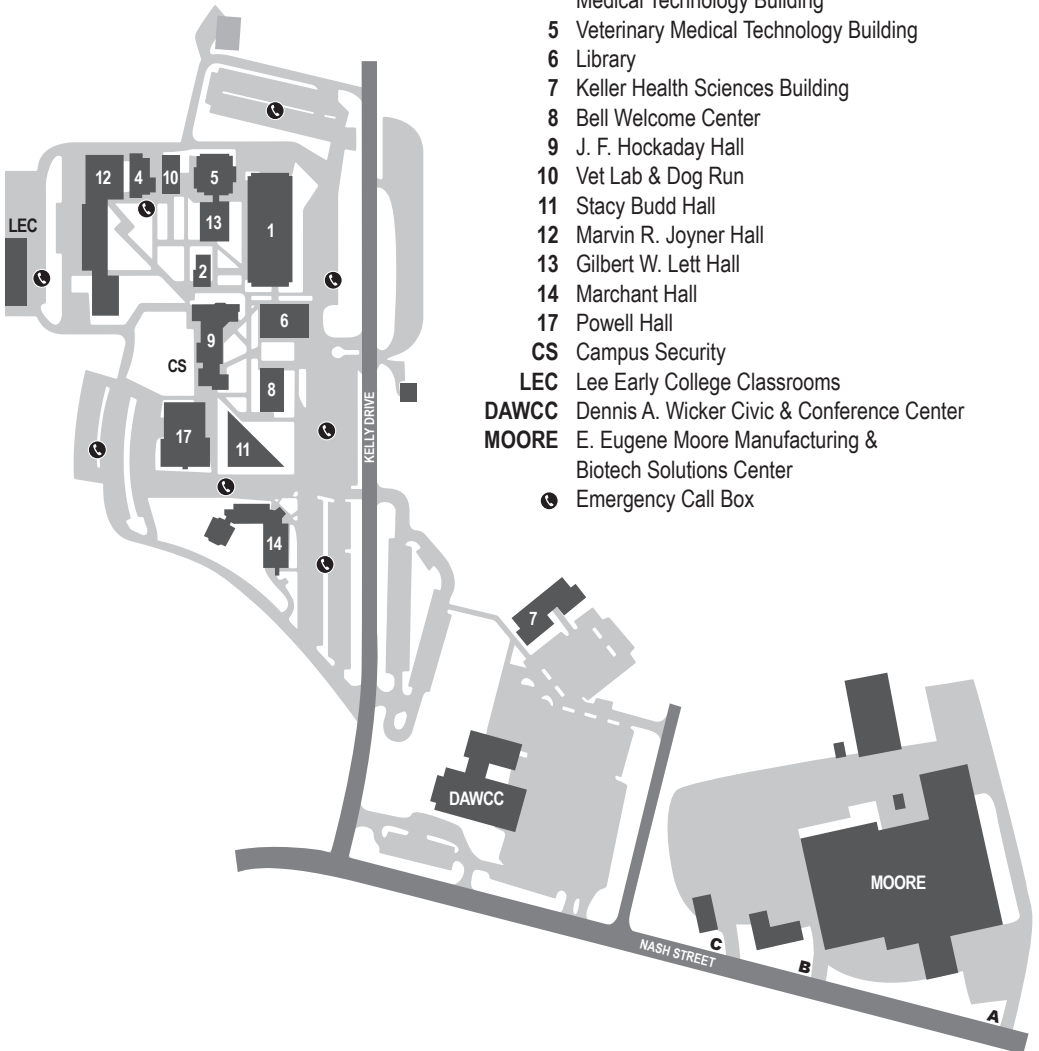 Medical Technology Building
5 Veterinary Medical Technology Building
6 Library
7 Keller Health Sciences Building
8 Bell Welcome Center
9 J. F. Hockaday Hall
10 Vet Lab & Dog Run
11 Stacy Budd Hall
12 Marvin R. Joyner Hall
13 Gilbert W. Lett Hall
14 Marchant Hall
17 Powell Hall
CS Campus Security
LEC Lee Early College Classrooms
DAWCC Dennis A. Wicker Civic & Conference Center
MOORE E. Eugene Moore Manufacturing &
Biotech Solutions Center
Emergency Call Box
12
4
10
5
LEC
13
1
2
6
9
CS
8
KELLY DRIVE
17
11
14
7
DAWCC
MOORE
NASH STREET
C
B
A